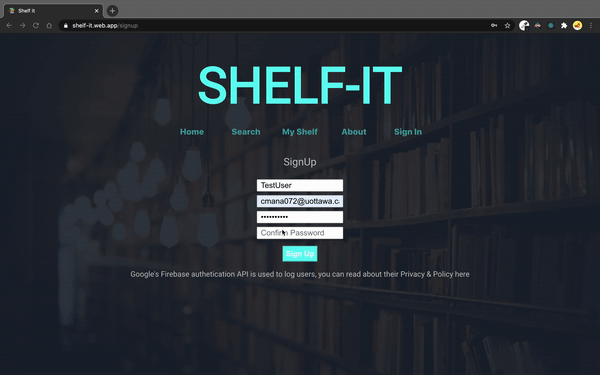 Shelf it
shelf-it.web.app/signup
SHELF-IT
Home Search My Shelf About Sign In
SignUp
TestUser
cmana072@uottawa.c
••••••••••
Confirm Password
Sign Up
Google's Firebase authetication API is used to log users, you can read about their Privacy & Policy here